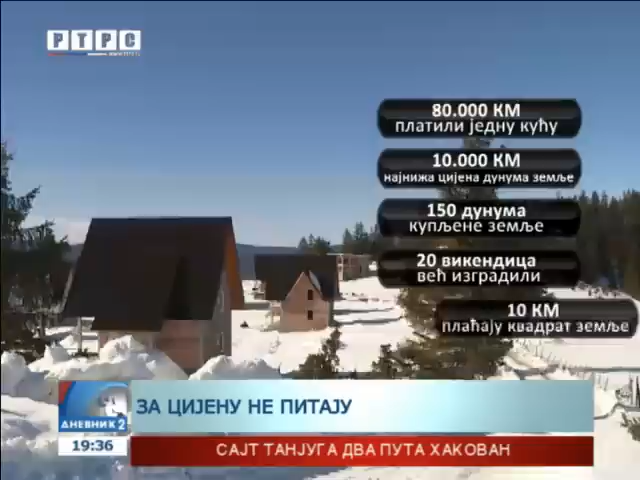 РТРС
80.000 КМ
платили једну кућу
10.000 КМ
најнижа цијена дунума земље
150 дунума
купљене земље
20 викендица
већ изградили
10 КМ
плаћају квадрат земље
ЗА ЦИЈЕНУ НЕ ПИТАЈУ
ДНЕВНИК 2
19:36
САЈТ ТАНЈУГА ДВА ПУТА ХАКОВАН